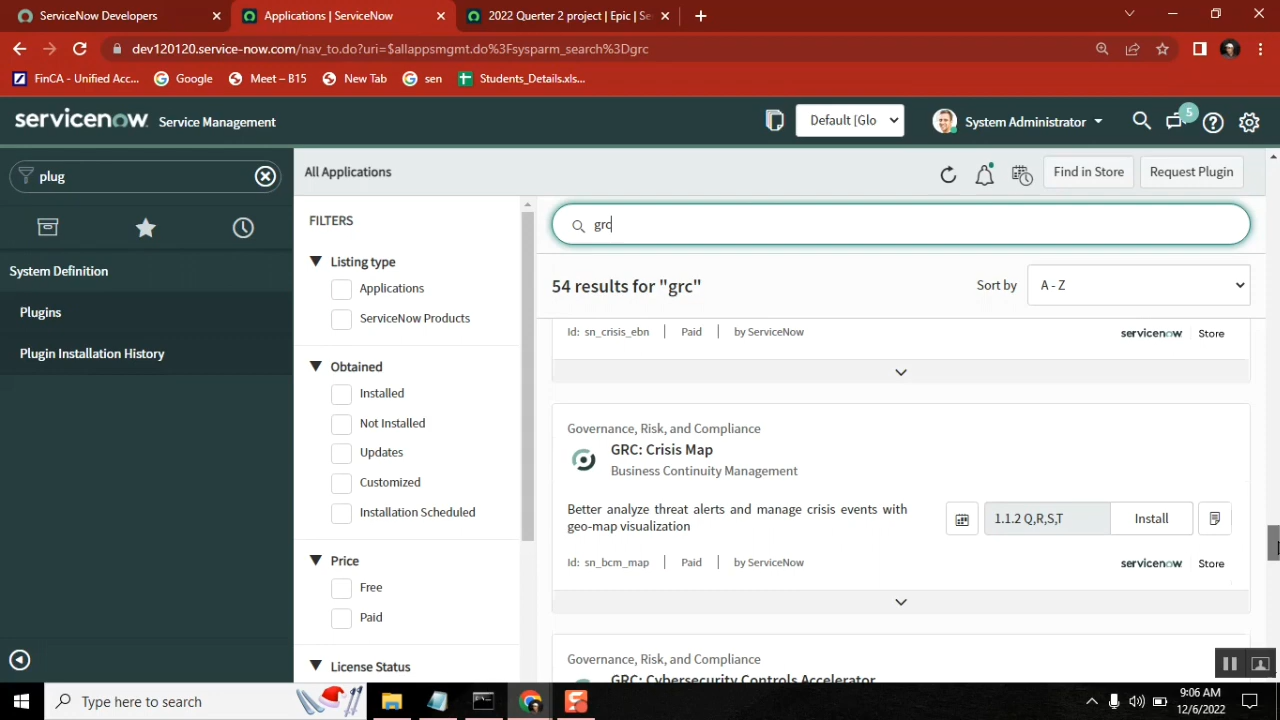 ServiceNow Developers
Applications | ServiceNow
2022 Querter 2 project | Epic | Se
dev120120.service-now.com/nav_to.do?uri=$allappsmgmt.do%3Fsysparm_search%3Dgrc
FinCA - Unified Acc...
Google
Meet – B15
New Tab
sen
Students_Details.xls...
servicenow
Service Management
Default [Glo
System Administrator
5
plug
System Definition
Plugins
Plugin Installation History
All Applications
Find in Store
Request Plugin
FILTERS
Listing type
Applications
ServiceNow Products
Obtained
Installed
Not Installed
Updates
Customized
Installation Scheduled
Price
Free
Paid
License Status
grc
54 results for "grc"
Sort by
A - Z
Id: sn_crisis_ebn
Paid
by ServiceNow
servicenow
Store
Governance, Risk, and Compliance
GRC: Crisis Map
Business Continuity Management
Better analyze threat alerts and manage crisis events with
geo-map visualization
1.1.2 Q,R,S,T
Install
Id: sn_bcm_map
Paid
by ServiceNow
servicenow
Store
Governance, Risk, and Compliance
GRC: Cybersecurity Controls Accelerator
Type here to search
9:06 AM
12/6/2022